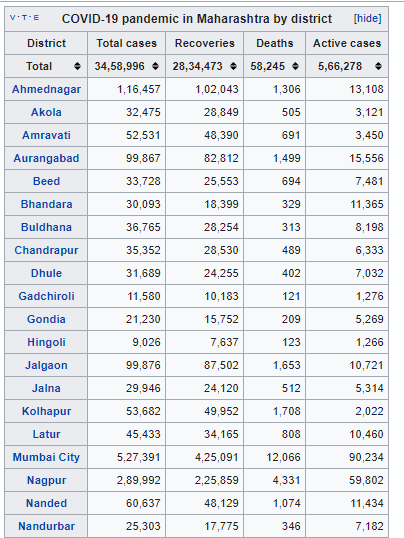 V·T·E COVID-19 pandemic in Maharashtra by district [hide]
District Total cases Recoveries Deaths Active cases
Total 34,58,996 28,34,473 58,245 5,66,278
Ahmednagar 1,16,457 1,02,043 1,306 13,108
Akola 32,475 28,849 505 3,121
Amravati 52,531 48,390 691 3,450
Aurangabad 99,867 82,812 1,499 15,556
Beed 33,728 25,553 694 7,481
Bhandara 30,093 18,399 329 11,365
Buldhana 36,765 28,254 313 8,198
Chandrapur 35,352 28,530 489 6,333
Dhule 31,689 24,255 402 7,032
Gadchiroli 11,580 10,183 121 1,276
Gondia 21,230 15,752 209 5,269
Hingoli 9,026 7,637 123 1,266
Jalgaon 99,876 87,502 1,653 10,721
Jalna 29,946 24,120 512 5,314
Kolhapur 53,682 49,952 1,708 2,022
Latur 45,433 34,165 808 10,460
Mumbai City 5,27,391 4,25,091 12,066 90,234
Nagpur 2,89,992 2,25,859 4,331 59,802
Nanded 60,637 48,129 1,074 11,434
Nandurbar 25,303 17,775 346 7,182